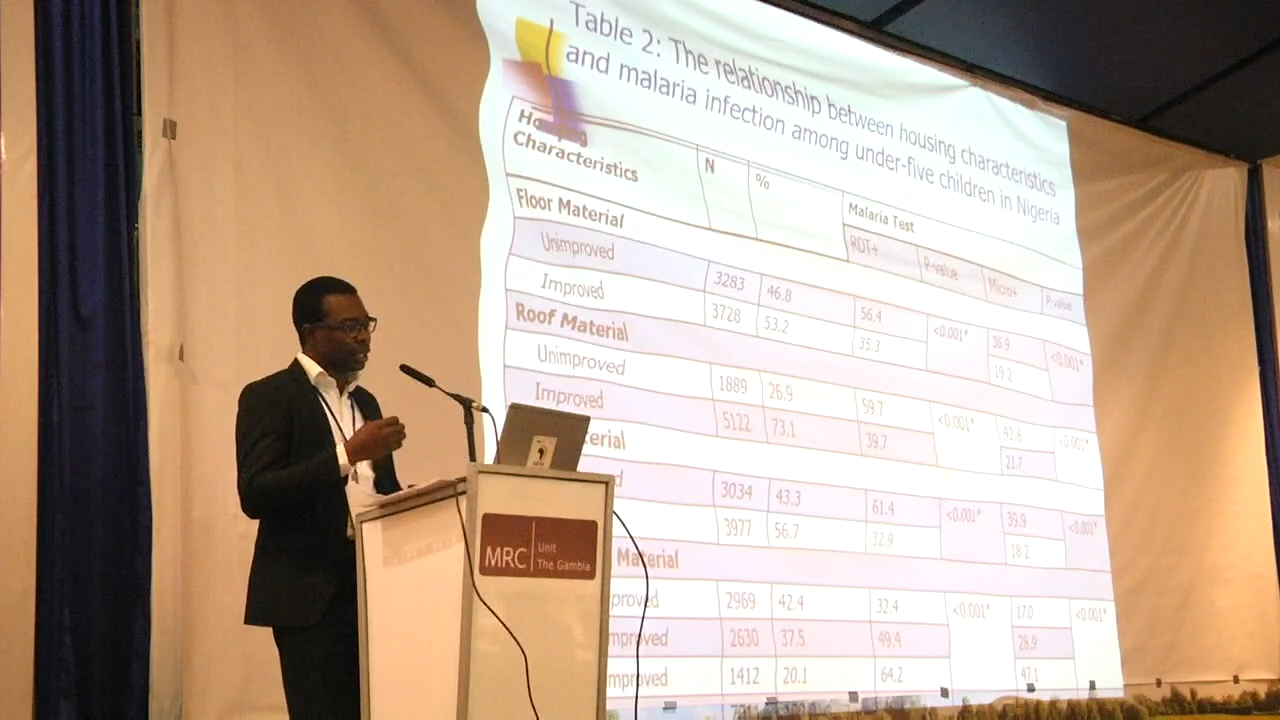 Table 2: The relationship between housing characteristics
and malaria infection among under-five children in Nigeria
Characteristics N %
Malaria Test
RDT+ P-value Micro+ P-value
Floor Material
Unimproved 3283 46.8 56.4 <0.001* 36.9 <0.001*
Improved 3728 53.2 35.3 19.2
Roof Material
Unimproved 1889 26.9 59.7 <0.001* 42.8 <0.001*
Improved 5122 73.1 39.7 21.7
erial
d 3034 43.3 61.4 <0.001* 39.9 <0.001*
3977 56.7 32.9 18.2
Material
proved 2969 42.4 32.4 <0.001* 17.0 <0.001*
mproved 2630 37.5 49.4 28.9
mproved 1412 20.1 64.2 47.1
MRC Unit
The Gambia